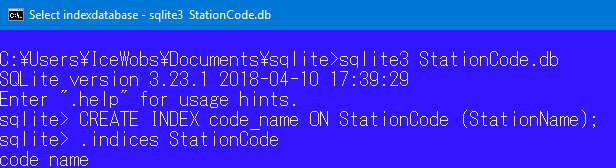 Select indexdatabase - sqlite3 StationCode.db
C:¥Users¥IceWobs¥Documents¥sqlite>sqlite3 StationCode.db
SQLite version 3.23.1 2018-04-10 17:39:29
Enter ".help" for usage hints.
sqlite> CREATE INDEX code_name ON StationCode (StationName);
sqlite> .indices StationCode
code_name